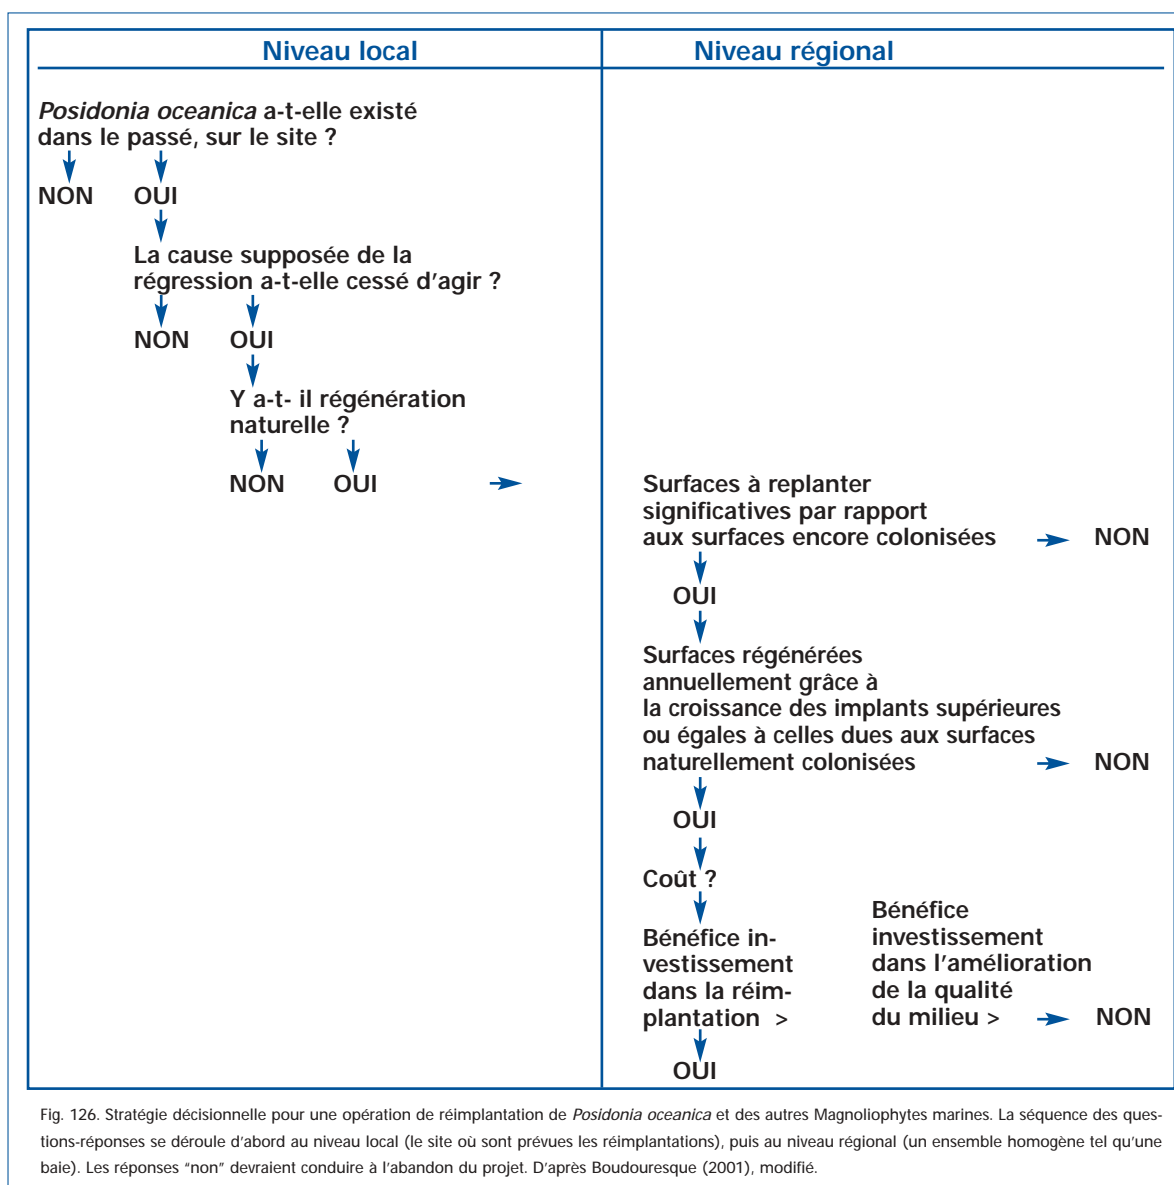 Niveau local
Niveau régional
Posidonia oceanica a-t-elle existé
dans le passé, sur le site ?
NON OUI
La cause supposée de la
régression a-t-elle cessé d'agir ?
NON OUI
Y a-t- il régénération
naturelle ?
NON OUI
Surfaces à replanter
significatives par rapport
aux surfaces encore colonisées NON
OUI
Surfaces régénérées
annuellement grâce à
la croissance des implants supérieures
ou égales à celles dues aux surfaces
naturellement colonisées NON
OUI
Coût ?
Bénéfice in-
vestissement
dans la réim-
plantation >
Bénéfice
investissement
dans l'amélioration
de la qualité
du milieu > NON
OUI
Fig. 126. Stratégie décisionnelle pour une opération de réimplantation de Posidonia oceanica et des autres Magnoliophytes marines. La séquence des ques-
tions-réponses se déroule d'abord au niveau local (le site où sont prévues les réimplantations), puis au niveau régional (un ensemble homogène tel qu'une
baie). Les réponses "non" devraient conduire à l'abandon du projet. D'après Boudouresque (2001), modifié.